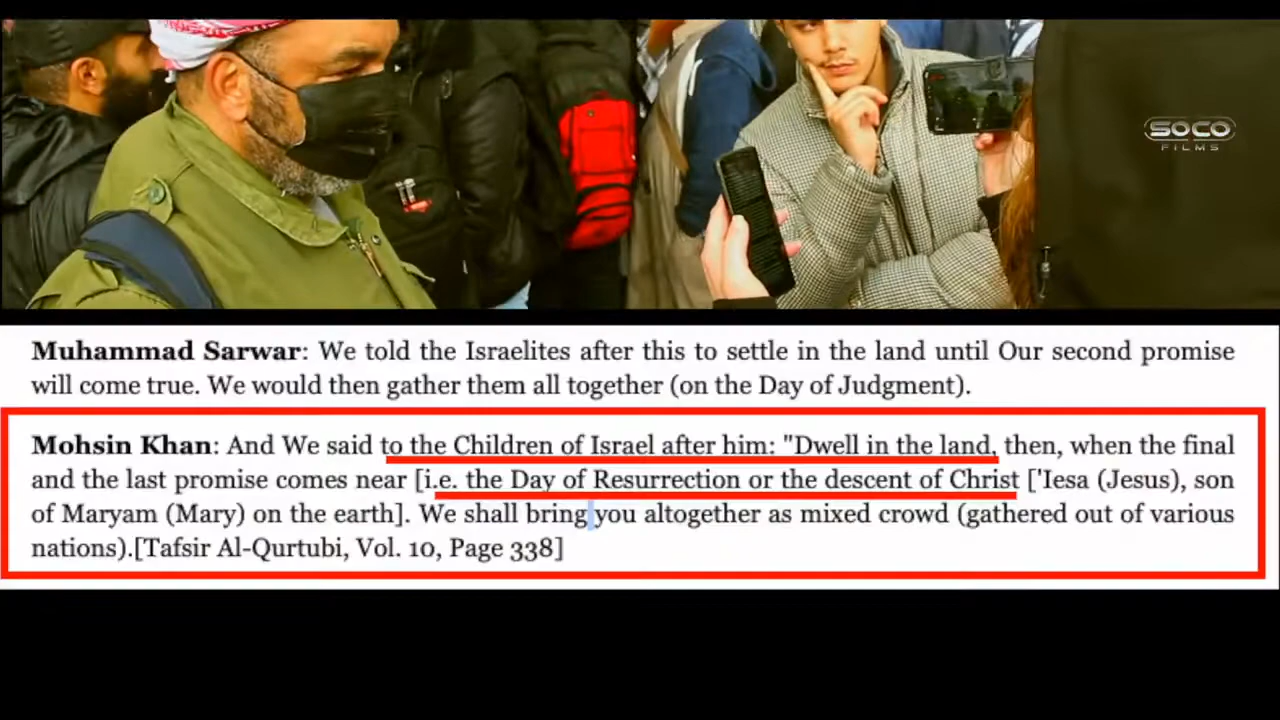 SOCO
FILMS
Muhammad Sarwar: We told the Israelites after this to settle in the land until Our second promise
will come true. We would then gather them all together (on the Day of Judgment).
Mohsin Khan: And We said to the Children of Israel after him: "Dwell in the land, then, when the final
and the last promise comes near [i.e. the Day of Resurrection or the descent of Christ ['Iesa (Jesus), son
of Maryam (Mary) on the earth]. We shall bring you altogether as mixed crowd (gathered out of various
nations).[Tafsir Al-Qurtubi, Vol. 10, Page 338]